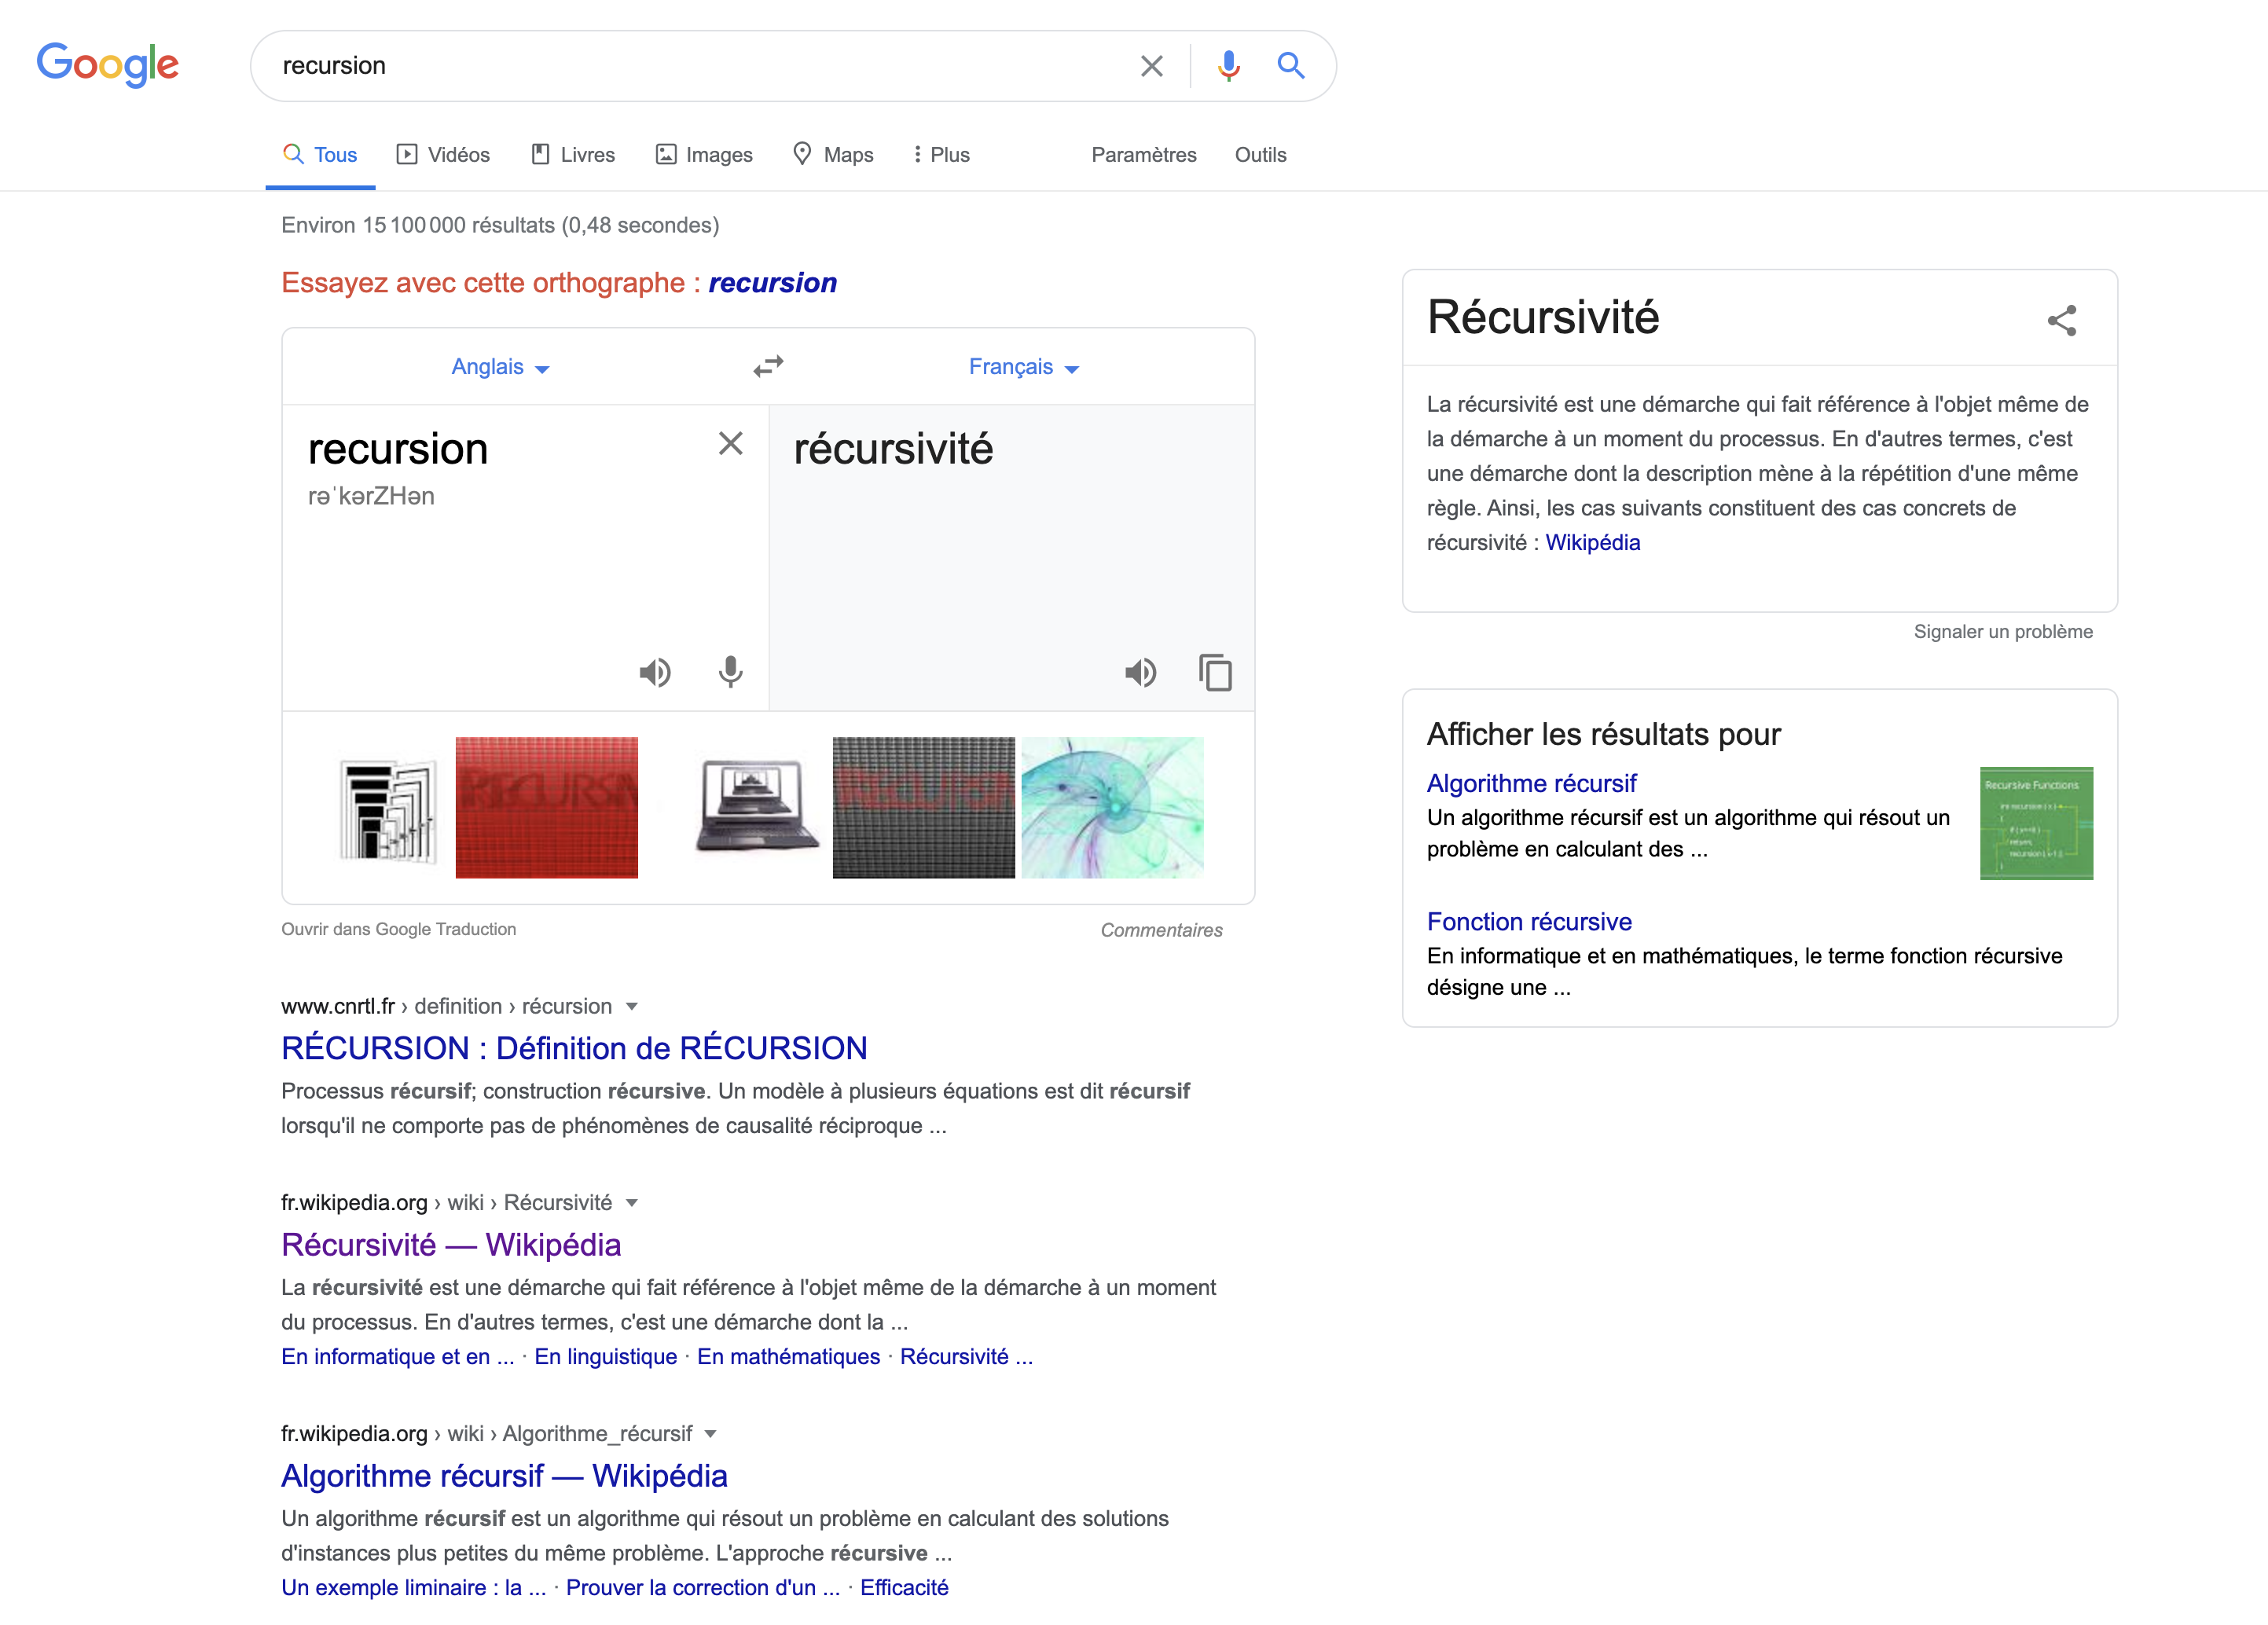 Google
recursion
Tous
Vidéos
Livres
Images
Maps
Plus
Paramètres
Outils
Environ 15 100 000 résultats (0,48 secondes)
Essayez avec cette orthographe : recursion
Anglais
Français
recursion
rəˈkərZHən
récursivité
Ouvrir dans Google Traduction
Commentaires
www.cnrtl.fr › definition › récursion
RÉCURSION : Définition de RÉCURSION
Processus récursif; construction récursive. Un modèle à plusieurs équations est dit récursif
lorsqu'il ne comporte pas de phénomènes de causalité réciproque ...
fr.wikipedia.org › wiki › Récursivité
Récursivité — Wikipédia
La récursivité est une démarche qui fait référence à l'objet même de la démarche à un moment
du processus. En d'autres termes, c'est une démarche dont la ...
En informatique et en ... · En linguistique · En mathématiques · Récursivité ...
fr.wikipedia.org › wiki › Algorithme_récursif
Algorithme récursif — Wikipédia
Un algorithme récursif est un algorithme qui résout un problème en calculant des solutions
d'instances plus petites du même problème. L'approche récursive ...
Un exemple liminaire : la ... · Prouver la correction d'un ... · Efficacité
Récursivité
La récursivité est une démarche qui fait référence à l'objet même de
la démarche à un moment du processus. En d'autres termes, c'est
une démarche dont la description mène à la répétition d'une même
règle. Ainsi, les cas suivants constituent des cas concrets de
récursivité : Wikipédia
Signaler un problème
Afficher les résultats pour
Algorithme récursif
Un algorithme récursif est un algorithme qui résout un
problème en calculant des ...
Recursive Functions
Fonction récursive
En informatique et en mathématiques, le terme fonction récursive
désigne une ...